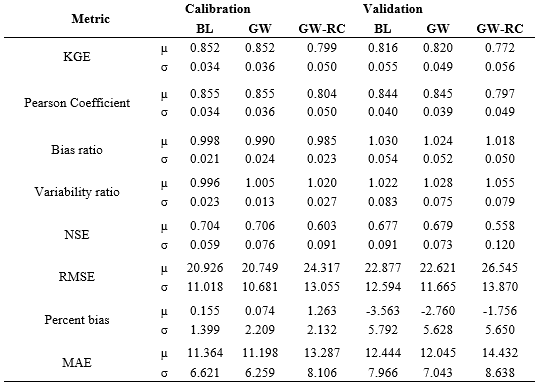 Metric Calibration Validation
BL GW GW-RC BL GW GW-RC
KGE μ 0.852 0.852 0.799 0.816 0.820 0.772
σ 0.034 0.036 0.050 0.055 0.049 0.056
Pearson Coefficient μ 0.855 0.855 0.804 0.844 0.845 0.797
σ 0.034 0.036 0.050 0.040 0.039 0.049
Bias ratio μ 0.998 0.990 0.985 1.030 1.024 1.018
σ 0.021 0.024 0.023 0.054 0.052 0.050
Variability ratio μ 0.996 1.005 1.020 1.022 1.028 1.055
σ 0.023 0.013 0.027 0.083 0.075 0.079
NSE μ 0.704 0.706 0.603 0.677 0.679 0.558
σ 0.059 0.076 0.091 0.091 0.073 0.120
RMSE μ 20.926 20.749 24.317 22.877 22.621 26.545
σ 11.018 10.681 13.055 12.594 11.665 13.870
Percent bias μ 0.155 0.074 1.263 -3.563 -2.760 -1.756
σ 1.399 2.209 2.132 5.792 5.628 5.650
MAE μ 11.364 11.198 13.287 12.444 12.045 14.432
σ 6.621 6.259 8.106 7.966 7.043 8.638